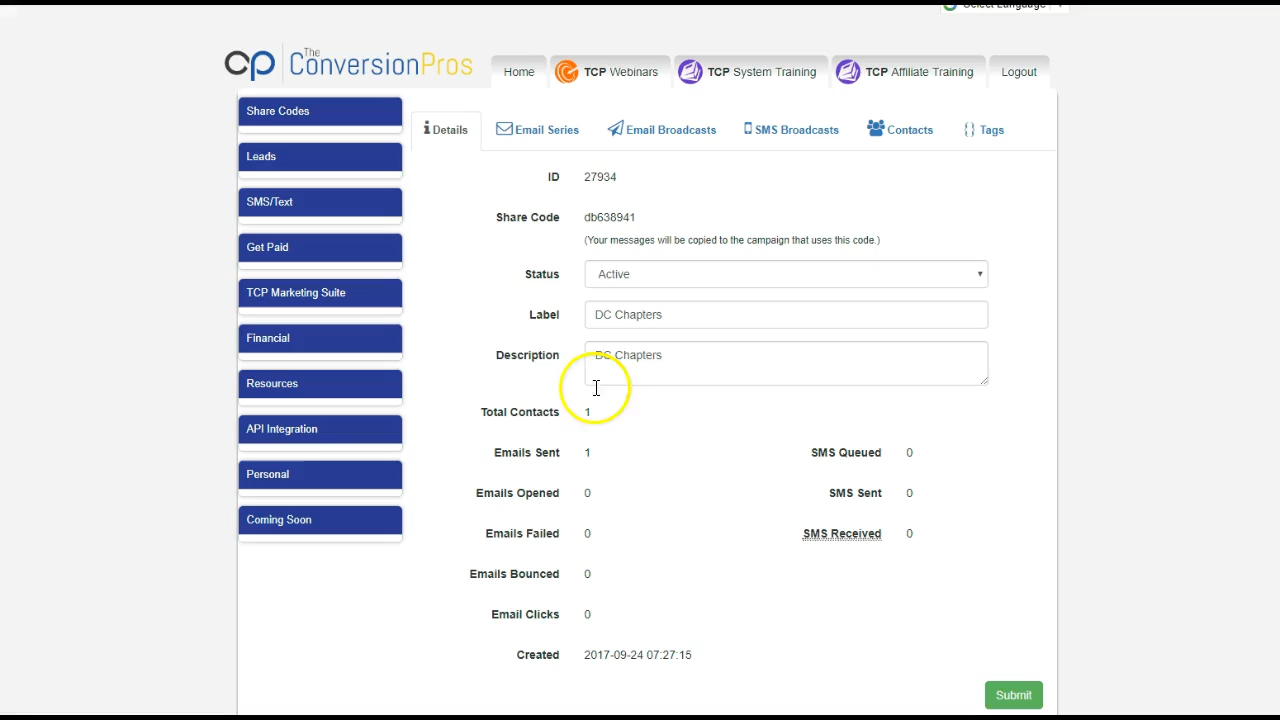 Select Language
The
ConversionPros
Home
TCP Webinars
TCP System Training
TCP Affiliate Training
Logout
Share Codes
Leads
SMS/Text
Get Paid
TCP Marketing Suite
Financial
Resources
API Integration
Personal
Coming Soon
Details
Email Series
Email Broadcasts
SMS Broadcasts
Contacts
Tags
ID 27934
Share Code db638941
(Your messages will be copied to the campaign that uses this code.)
Status Active
Label DC Chapters
Description DC Chapters
Total Contacts 1
Emails Sent 1 SMS Queued 0
Emails Opened 0 SMS Sent 0
Emails Failed 0 SMS Received 0
Emails Bounced 0
Email Clicks 0
Created 2017-09-24 07:27:15
Submit